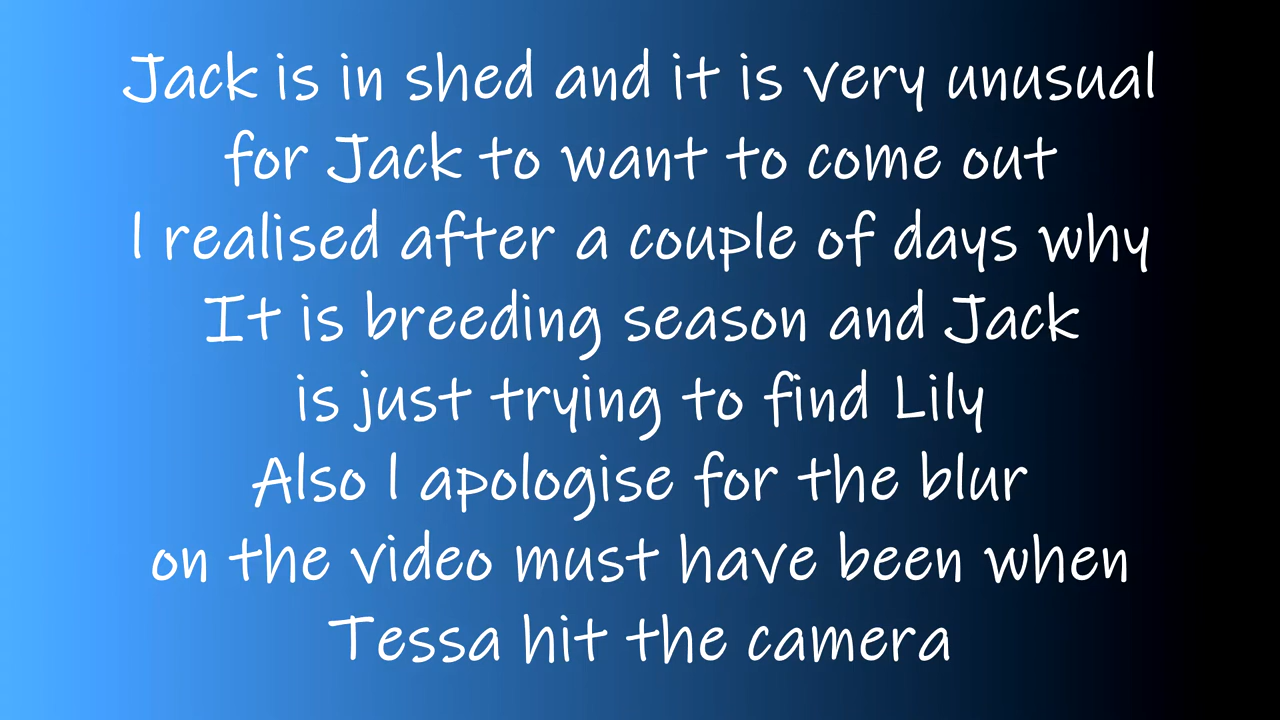 Jack is in shed and it is very unusual
for Jack to want to come out
I realised after a couple of days why
It is breeding season and Jack
is just trying to find Lily
Also I apologise for the blur
on the video must have been when
Tessa hit the camera